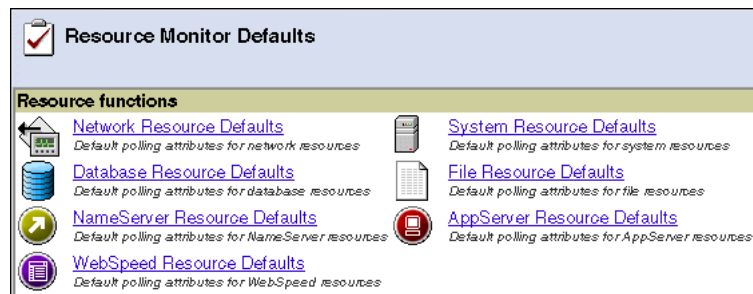 Resource Monitor Defaults
Resource functions
Network Resource Defaults
Default polling attributes for network resources
System Resource Defaults
Default polling attributes for system resources
Database Resource Defaults
Default polling attributes for database resources
File Resource Defaults
Default polling attributes for file resources
NameServer Resource Defaults
Default polling attributes for NameServer resources
AppServer Resource Defaults
Default polling attributes for AppServer resources
WebSpeed Resource Defaults
Default polling attributes for WebSpeed resources